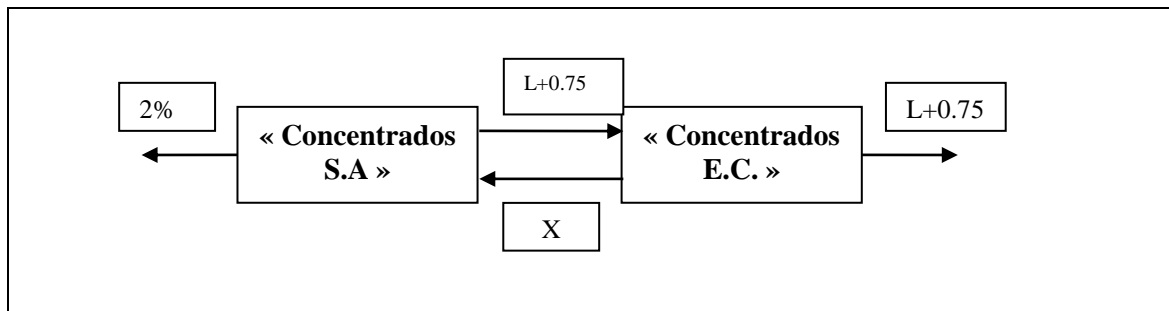 L+0.75
2%
L+0.75
« Concentrados
S.A »
« Concentrados
E.C. »
X